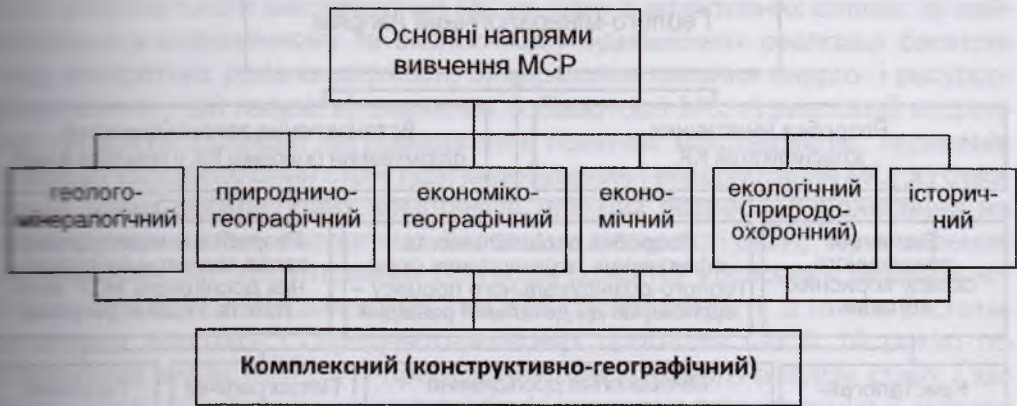 Основні напрями
вивчення МСР
геолого-
мінералогічний
природничо-
географічний
економіко-
географічний
еконо-
мічний
екологічний
(природо-
охоронний)
історич-
ний
Комплексний (конструктивно-географічний)